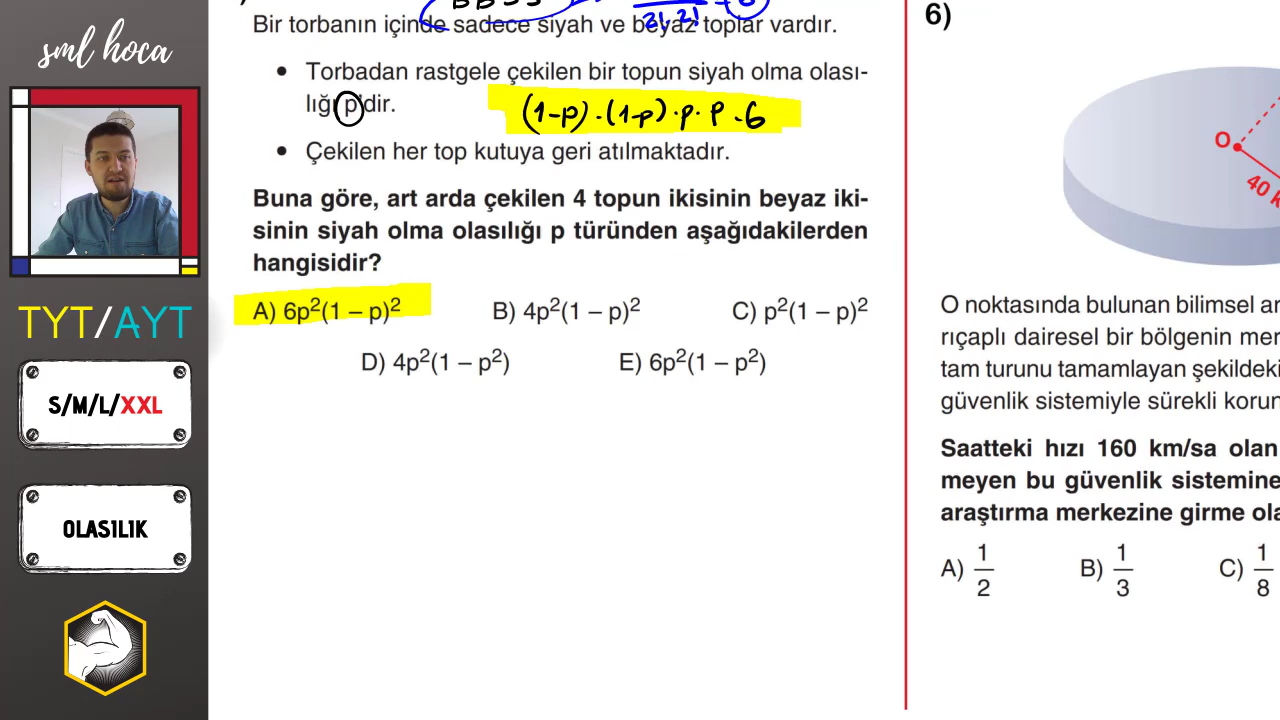 sml hoca
TYT/AYT
S/M/L/XXL
OLASILIK
BBSS
2!.2!
Bir torbanın içinde sadece siyah ve beyaz toplar vardır.
• Torbadan rastgele çekilen bir topun siyah olma olası-
lığı p'dir.
(1-p).(1-p).p.p.6
• Çekilen her top kutuya geri atılmaktadır.
Buna göre, art arda çekilen 4 topun ikisinin beyaz iki-
sinin siyah olma olasılığı p türünden aşağıdakilerden
hangisidir?
A) 6p²(1 – p)² B) 4p²(1 – p)² C) p²(1 – p)²
D) 4p²(1 – p²) E) 6p²(1 – p²)
6)
O
40
O noktasında bulunan bilimsel
rıçaplı dairesel bir bölgenin
tam turunu tamamlayan şekildeki
güvenlik sistemiyle sürekli
Saatteki hızı 160 km/sa olan
meyen bu güvenlik
araştırma merkezine girme
A) 1/2 B) 1/3 C) 1/8